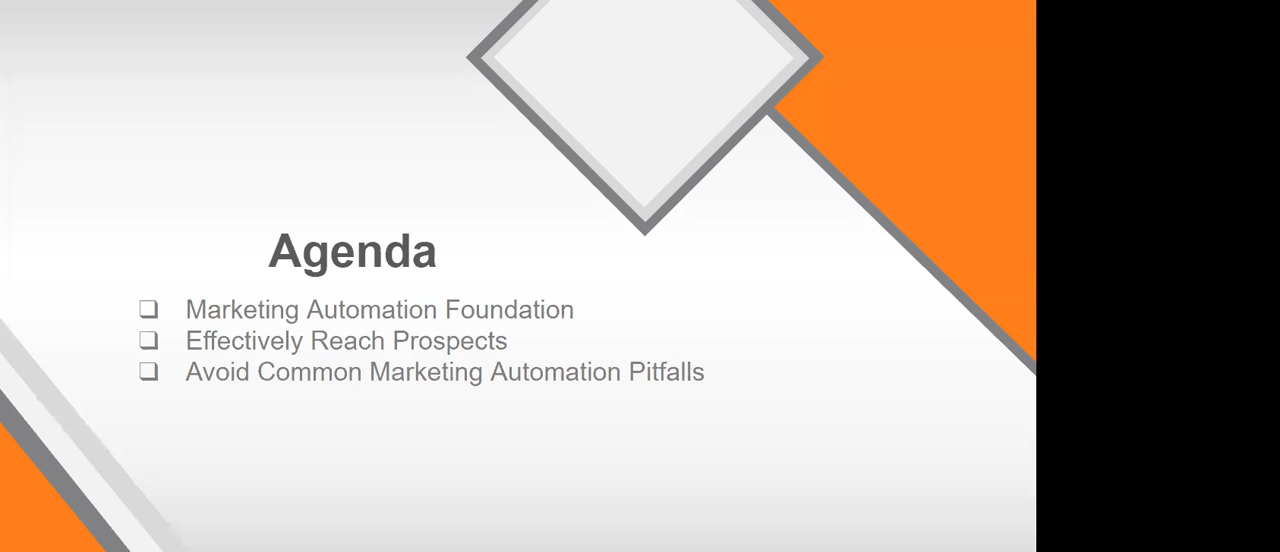 Agenda
❏ Marketing Automation Foundation
❏ Effectively Reach Prospects
❏ Avoid Common Marketing Automation Pitfalls